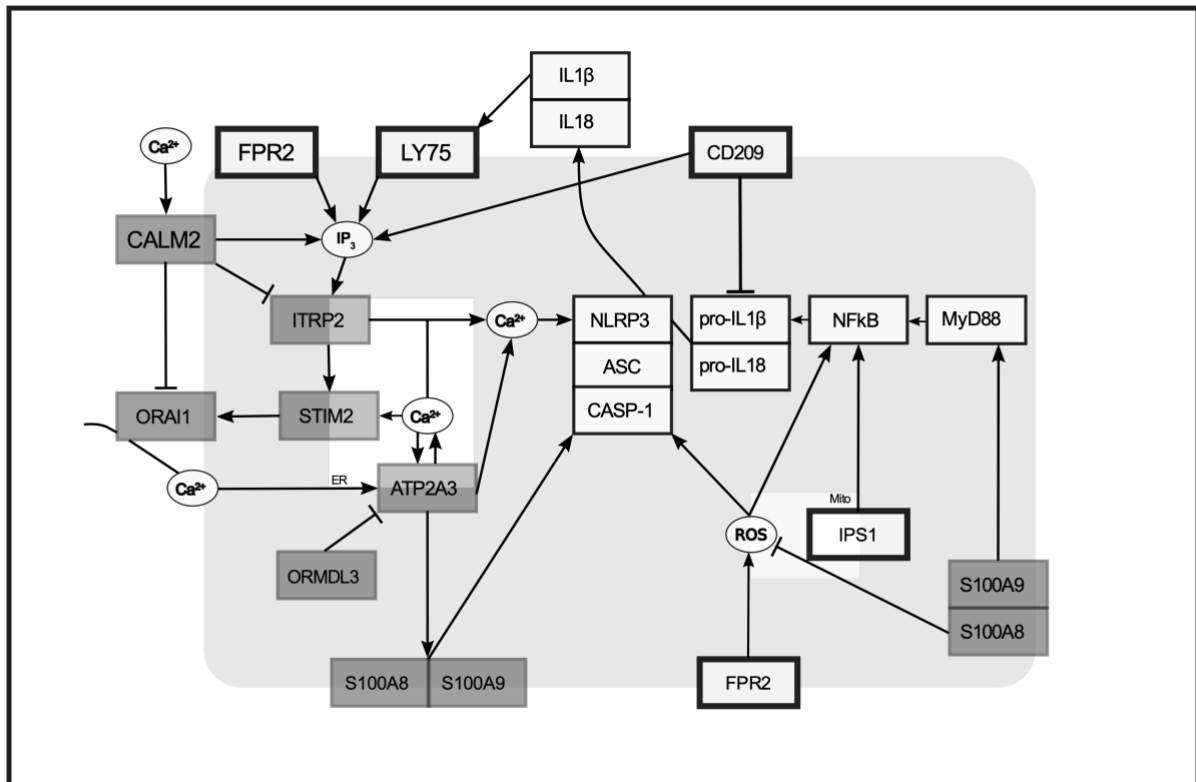 IL1β
IL18
Ca²⁺
FPR2
LY75
CD209
CALM2
IP₃
ITRP2
Ca²⁺
NLRP3
pro-IL1β
NFkB
MyD88
ASC
pro-IL18
ORAI1
STIM2
Ca²⁺
CASP-1
Ca²⁺
ER
ATP2A3
Mito
ROS
IPS1
ORMDL3
S100A9
S100A8
S100A8
S100A9
FPR2